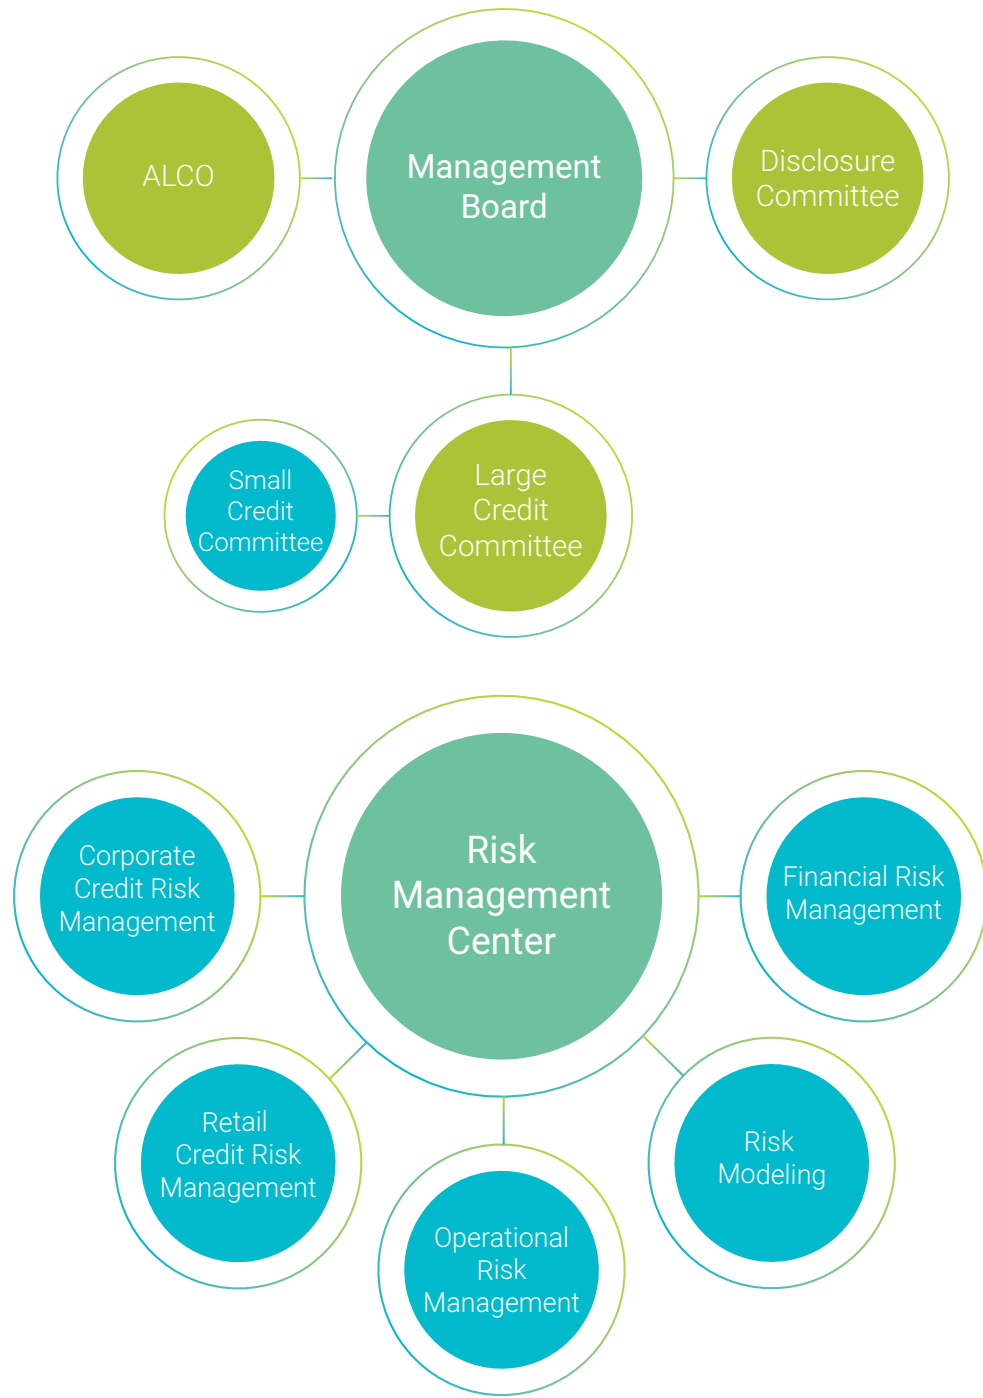 ALCO
Management
Board
Disclosure
Committee
Small
Credit
Committee
Large
Credit
Committee
Risk
Management
Center
Corporate
Credit Risk
Management
Financial Risk
Management
Retail
Credit Risk
Management
Operational
Risk
Management
Risk
Modeling